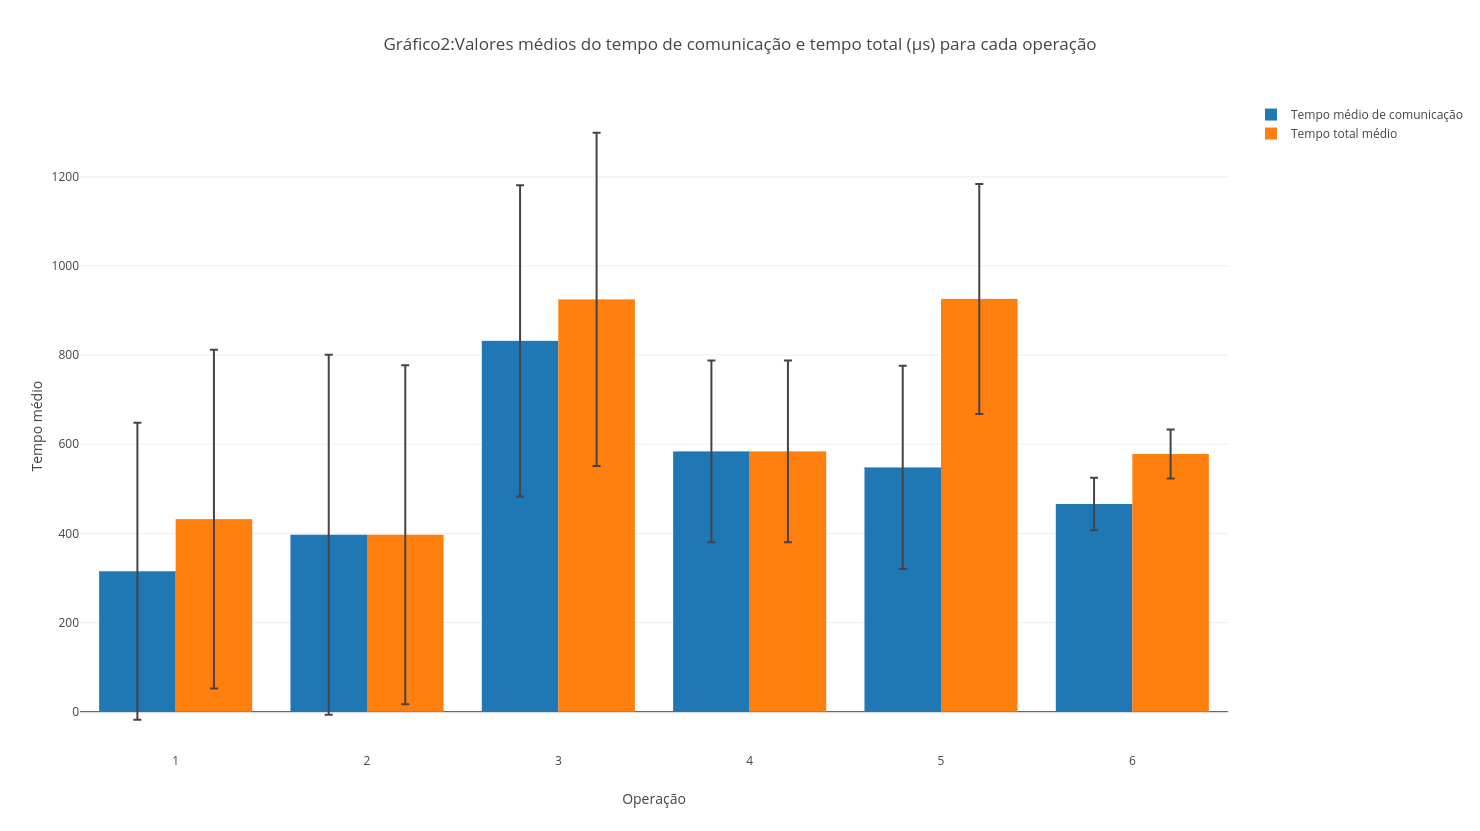 Gráfico2:Valores médios do tempo de comunicação e tempo total (µs) para cada operação
Tempo médio de comunicação
Tempo total médio
1200
1000
800
600
400
200
0
Tempo médio
1 2 3 4 5 6
Operação